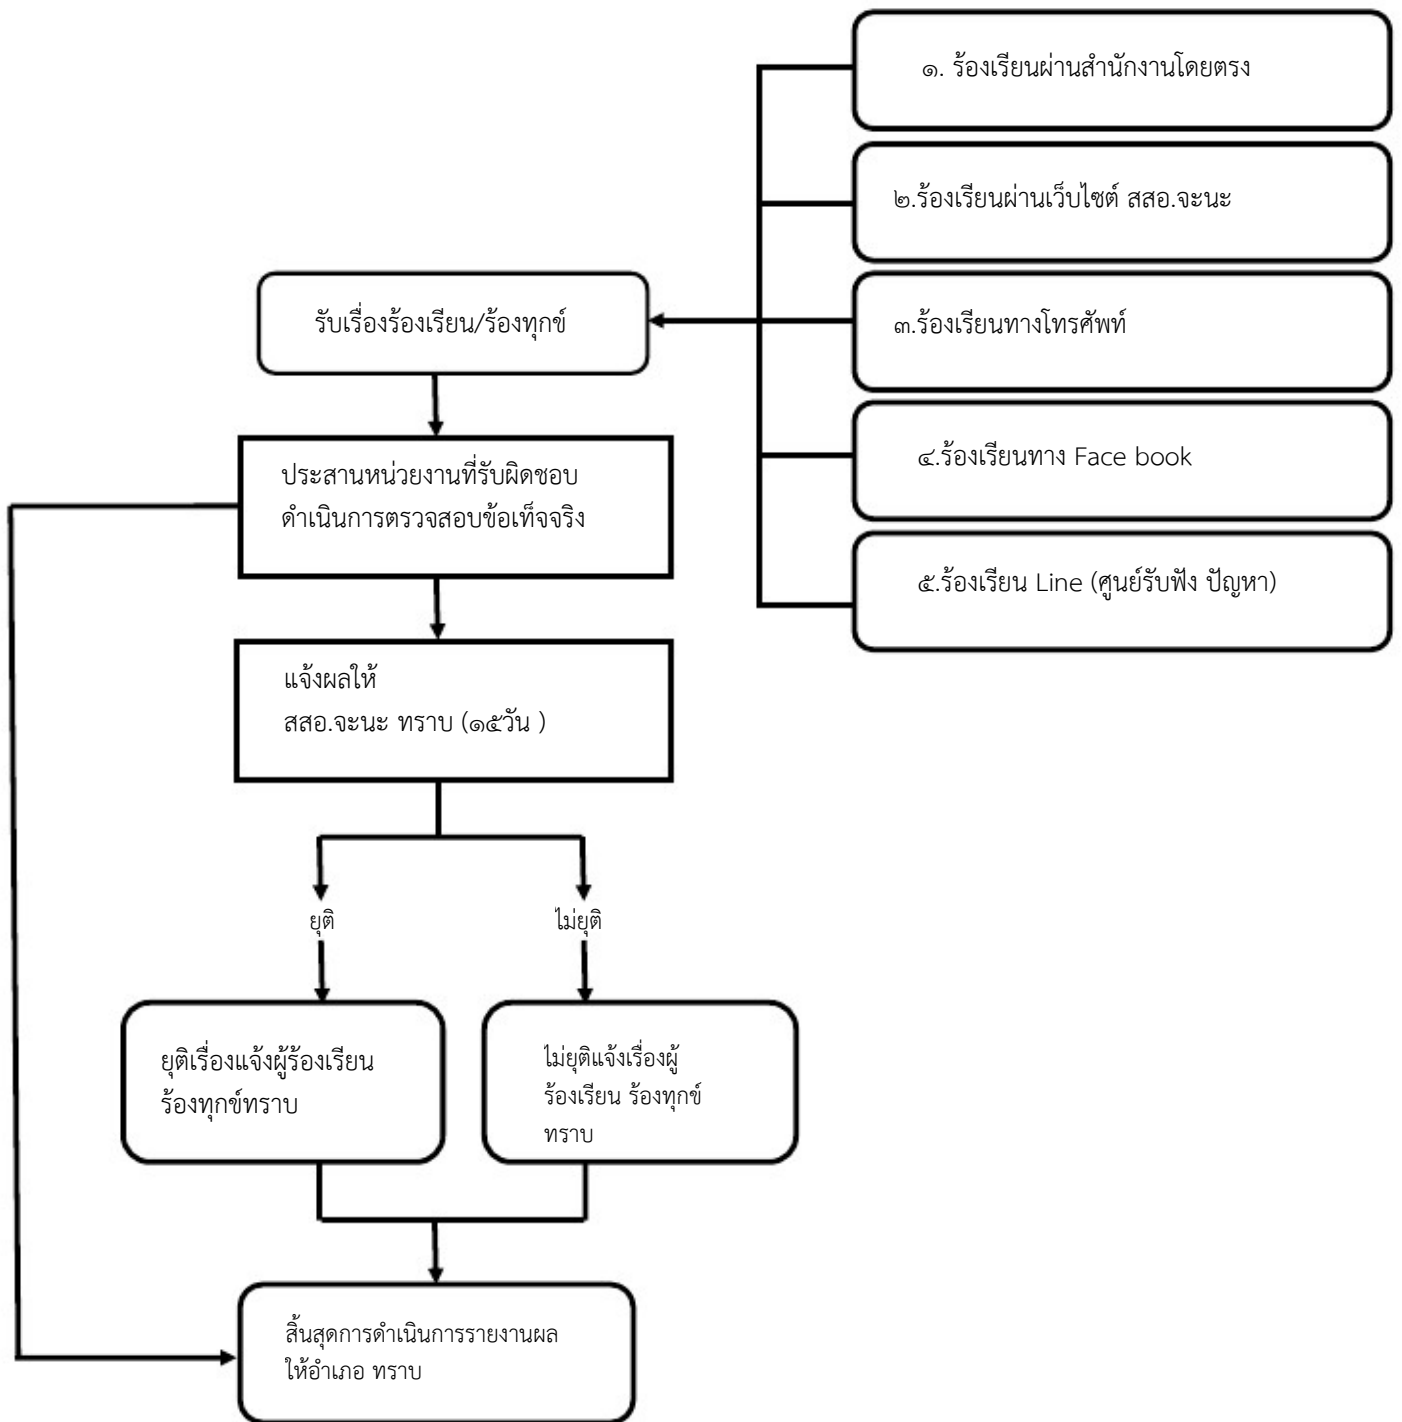 ๑. ร้องเรียนผ่านสำนักงานโดยตรง
๒.ร้องเรียนผ่านเว็บไซต์ สสอ.จะนะ
รับเรื่องร้องเรียน/ร้องทุกข์
๓.ร้องเรียนทางโทรศัพท์
๔.ร้องเรียนทาง Face book
ประสานหน่วยงานที่รับผิดชอบ
ดำเนินการตรวจสอบข้อเท็จจริง
๕.ร้องเรียน Line (ศูนย์รับฟัง ปัญหา)
แจ้งผลให้
สสอ.จะนะ ทราบ (๑๕วัน )
ยุติ
ไม่ยุติ
ยุติเรื่องแจ้งผู้ร้องเรียน
ร้องทุกข์ทราบ
ไม่ยุติแจ้งเรื่องผู้
ร้องเรียน ร้องทุกข์
ทราบ
สิ้นสุดการดำเนินการรายงานผล
ให้อำเภอ ทราบ